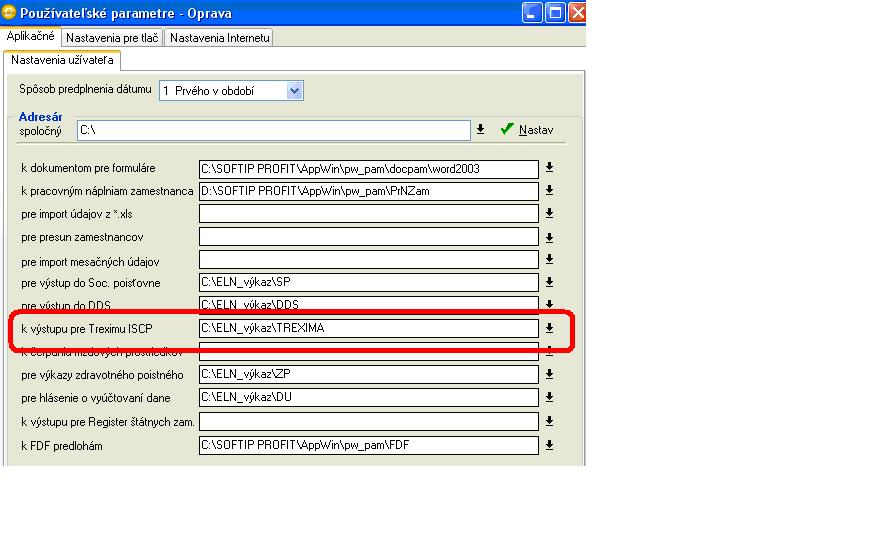 Používateľské parametre - Oprava
Aplikačné Nastavenia pre tlač Nastavenia Internetu
Nastavenia užívateľa
Spôsob predplnenia dátumu 1 Prvého v období
Adresár
spoločný C:\ Nastav
k dokumentom pre formuláre C:\SOFTIP PROFIT\AppWin\pw_pam\docpam\word2003
k pracovným náplniam zamestnanca D:\SOFTIP PROFIT\AppWin\pw_pam\PrNZam
pre import údajov z *.xls
pre presun zamestnancov
pre import mesačných údajov
pre výstup do Soc. poisťovne C:\ELN_výkaz\SP
pre výstup do DDS C:\ELN_výkaz\DDS
k výstupu pre Treximu ISCP C:\ELN_výkaz\TREXIMA
k čerpaniu mzdových prostriedkov
pre výkazy zdravotného poistného C:\ELN_výkaz\ZP
pre hlásenie o vyúčtovaní dane C:\ELN_výkaz\DU
k výstupu pre Register štátnych zam.
k FDF predlohám C:\SOFTIP PROFIT\AppWin\pw_pam\FDF